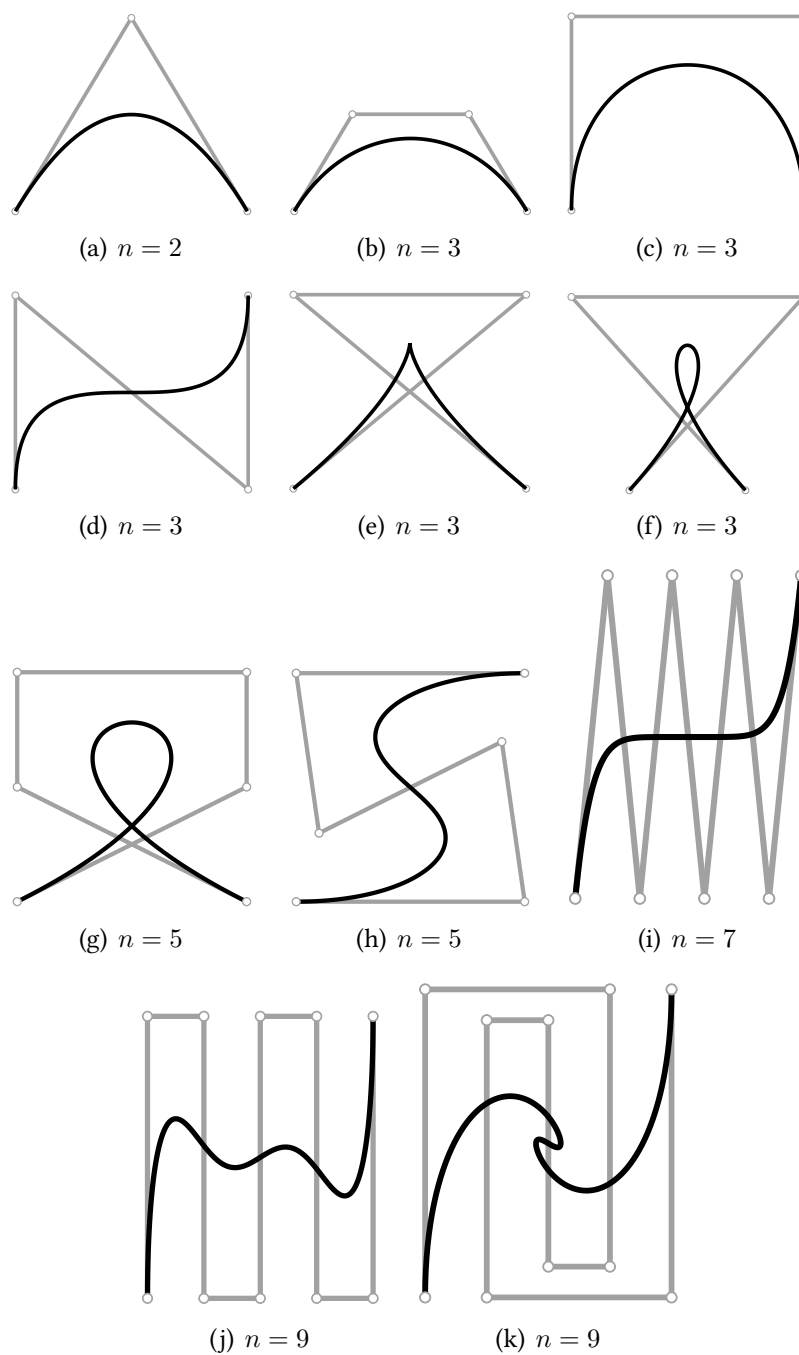 (a) n = 2
(b) n = 3
(c) n = 3
(d) n = 3
(e) n = 3
(f) n = 3
(g) n = 5
(h) n = 5
(i) n = 7
(j) n = 9
(k) n = 9